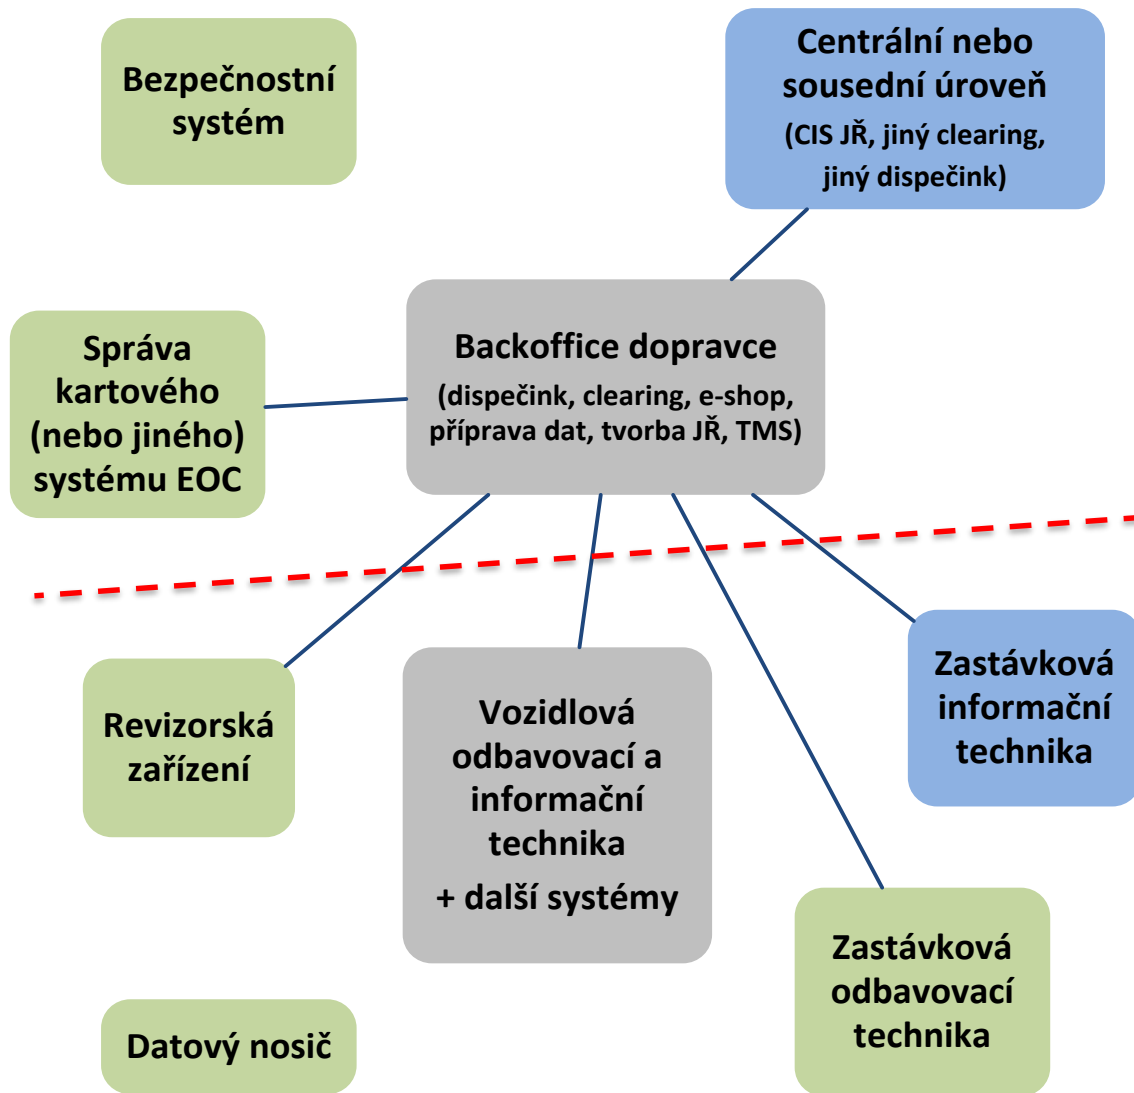 Bezpečnostní
systém
Centrální nebo
sousední úroveň
(CIS JŘ, jiný clearing,
jiný dispečink)
Správa
kartového
(nebo jiného)
systému EOC
Backoffice dopravce
(dispečink, clearing, e-shop,
příprava dat, tvorba JŘ, TMS)
Revizorská
zařízení
Vozidlová
odbavovací a
informační
technika
+ další systémy
Zastávková
informační
technika
Zastávková
odbavovací
technika
Datový nosič